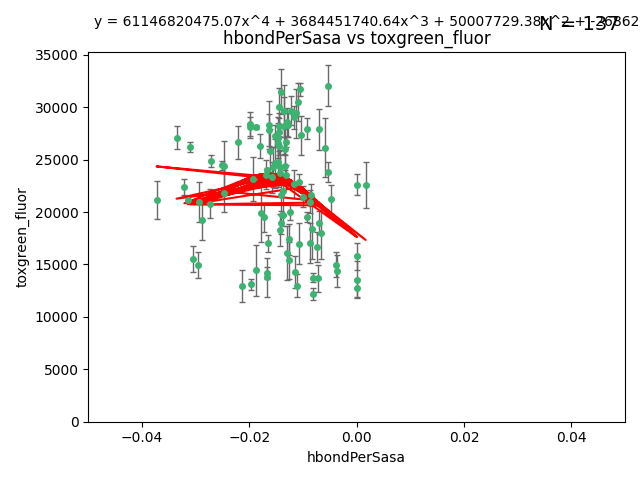 y = 61146820475.07x^4 + 3684451740.64x^3 + 50007729.38x^2 +
N = 137
hbondPerSasa vs toxgreen_fluor
35000
30000
25000
20000
15000
10000
5000
0
toxgreen_fluor
−0.04
−0.02
0.00
0.02
0.04
hbondPerSasa